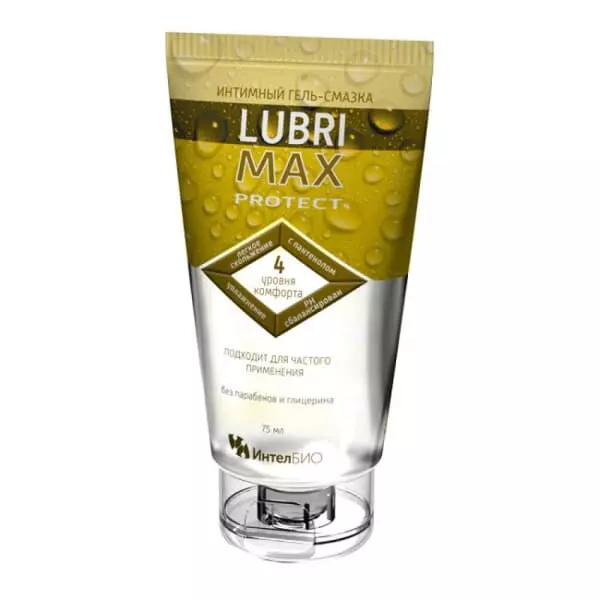 ИНТИМНЫЙ ГЕЛЬ-СМАЗКА
LUBRI
MAX
PROTECT
легкое
скольжение
с пантенолом
4
уровня
комфорта
увлажнение
PH
сбалансирован
ПОДХОДИТ ДЛЯ ЧАСТОГО
ПРИМЕНЕНИЯ
без парабенов и глицерина
75 мл
ИнтелБИО